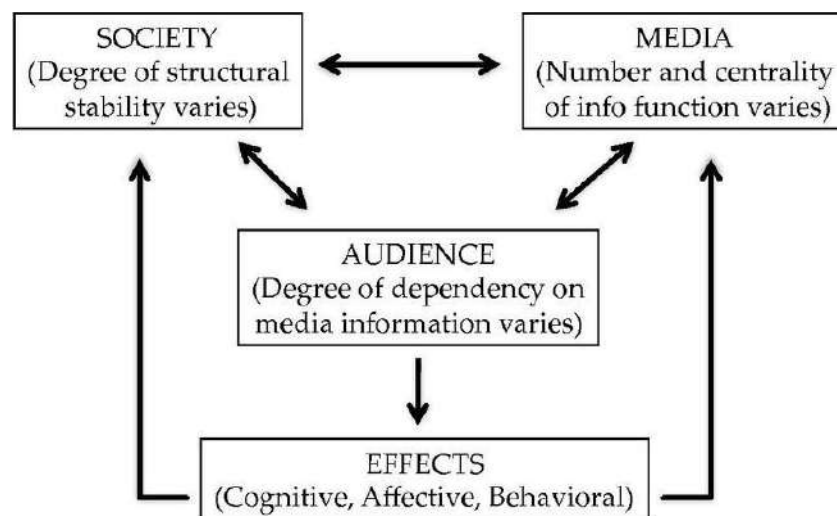 SOCIETY
(Degree of structural
stability varies)
MEDIA
(Number and centrality
of info function varies)
AUDIENCE
(Degree of dependency on
media information varies)
EFFECTS
(Cognitive, Affective, Behavioral)